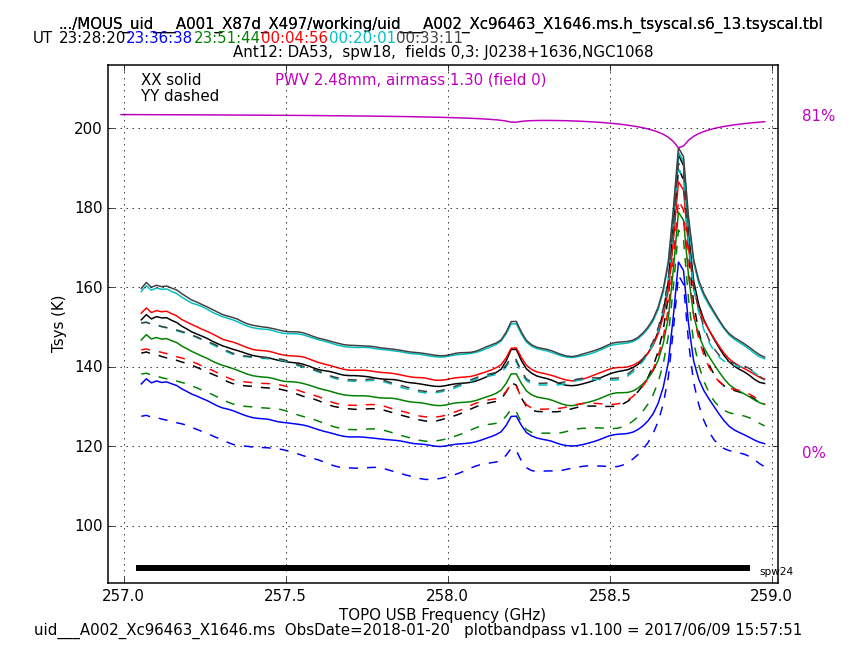 .../MOUS_uid___A001_X87d_X497/working/uid___A002_Xc96463_X1646.ms.h_tsyscal.s6_13.tsyscal.tbl
UT 23:28:20 23:36:38 23:51:44 00:04:56 00:20:01 00:33:11
Ant12: DA53,  spw18,  fields 0,3: J0238+1636,NGC1068
XX solid
PWV 2.48mm, airmass 1.30 (field 0)
YY dashed
81%
200
180
160
140
120
100
Tsys (K)
0%
spw24
257.0 257.5 258.0 258.5 259.0
TOPO USB Frequency (GHz)
uid___A002_Xc96463_X1646.ms  ObsDate=2018-01-20   plotbandpass v1.100 = 2017/06/09 15:57:51